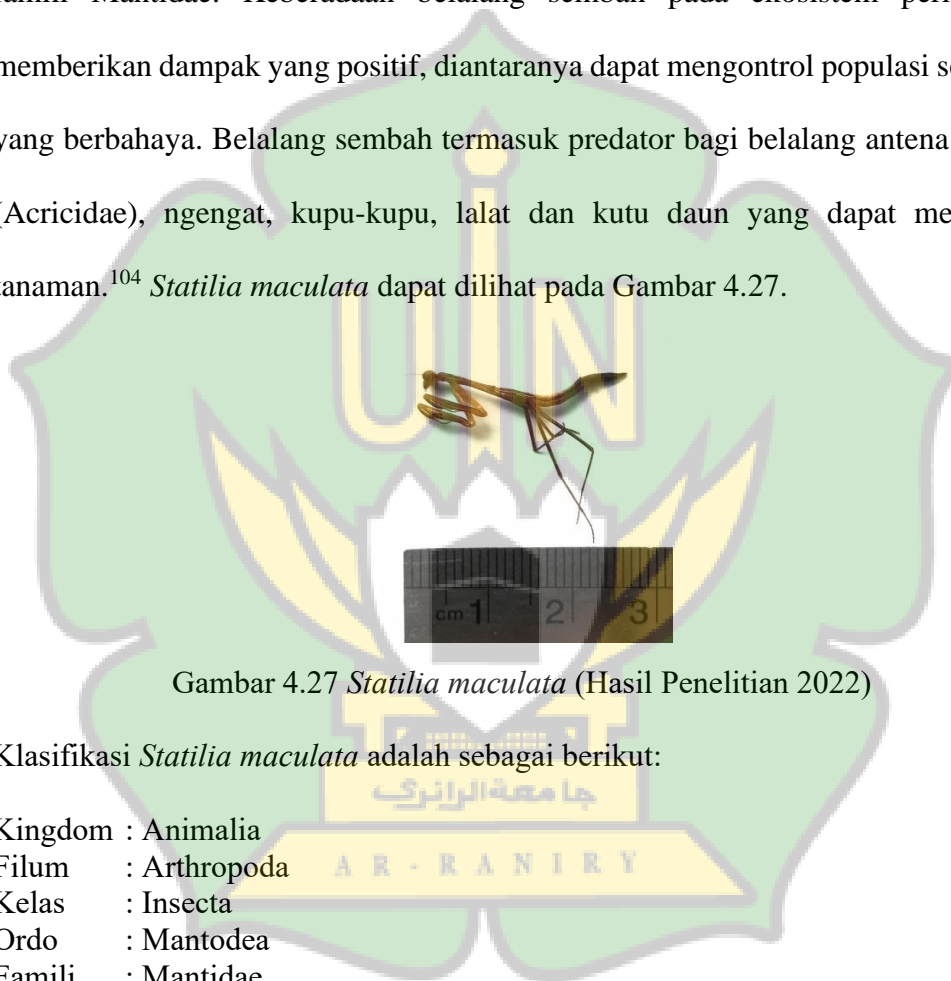 famili Mantidae. Keberadaan belalang sembah pada ekosistem
memberikan dampak yang positif, diantaranya dapat mengontrol populasi
yang berbahaya. Belalang sembah termasuk predator bagi belalang antena
(Acricidae), ngengat, kupu-kupu, lalat dan kutu daun yang dapat
tanaman.104 Statilia maculata dapat dilihat pada Gambar 4.27.
UIN
cm 1 2 3
Gambar 4.27 Statilia maculata (Hasil Penelitian 2022)
Klasifikasi Statilia maculata adalah sebagai berikut:
جامعة الرانري
Kingdom : Animalia
Filum : Arthropoda
AR-RANIRY
Kelas : Insecta
Ordo : Mantodea
Famili : Mantidae